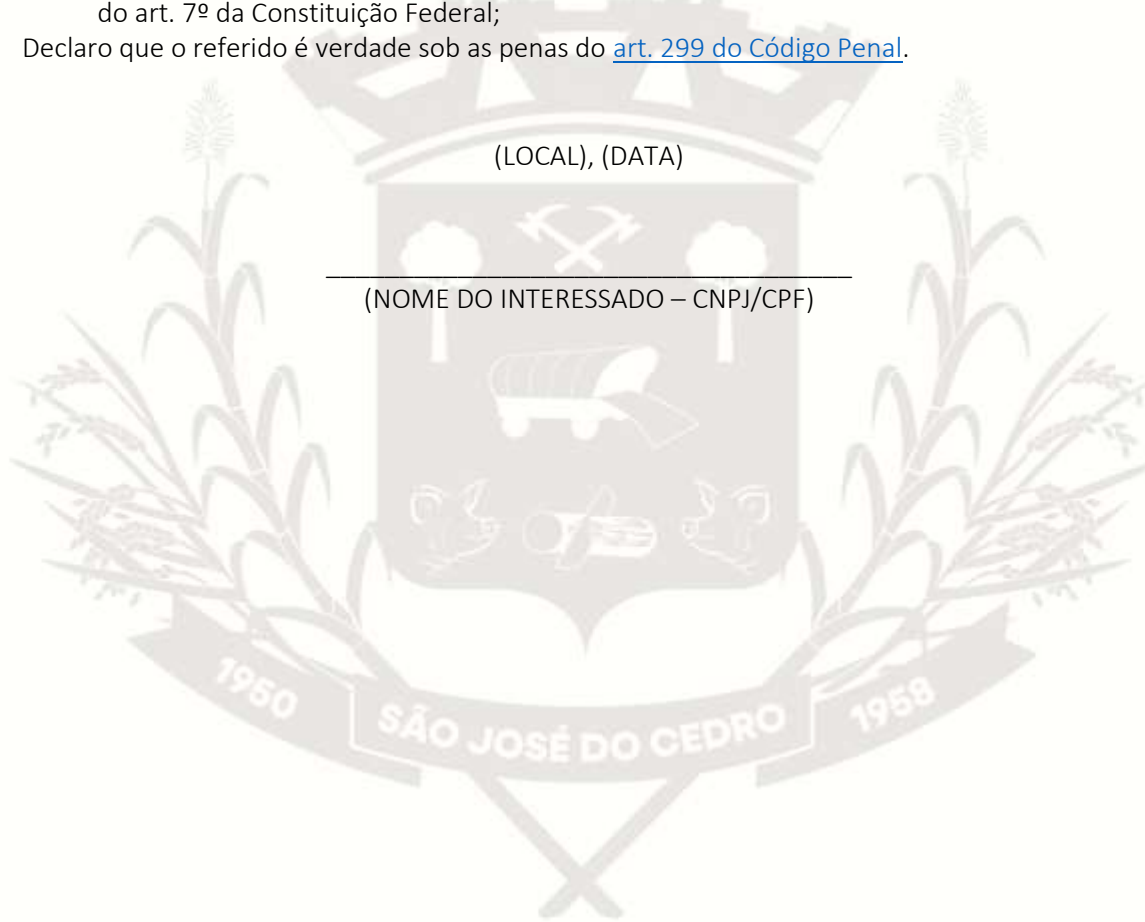 do art. 7º da Constituição Federal;
Declaro que o referido é verdade sob as penas do art. 299 do Código Penal.
(LOCAL), (DATA)
_____________________________________
(NOME DO INTERESSADO – CNPJ/CPF)
1950
SÃO JOSÉ DO CEDRO
1958